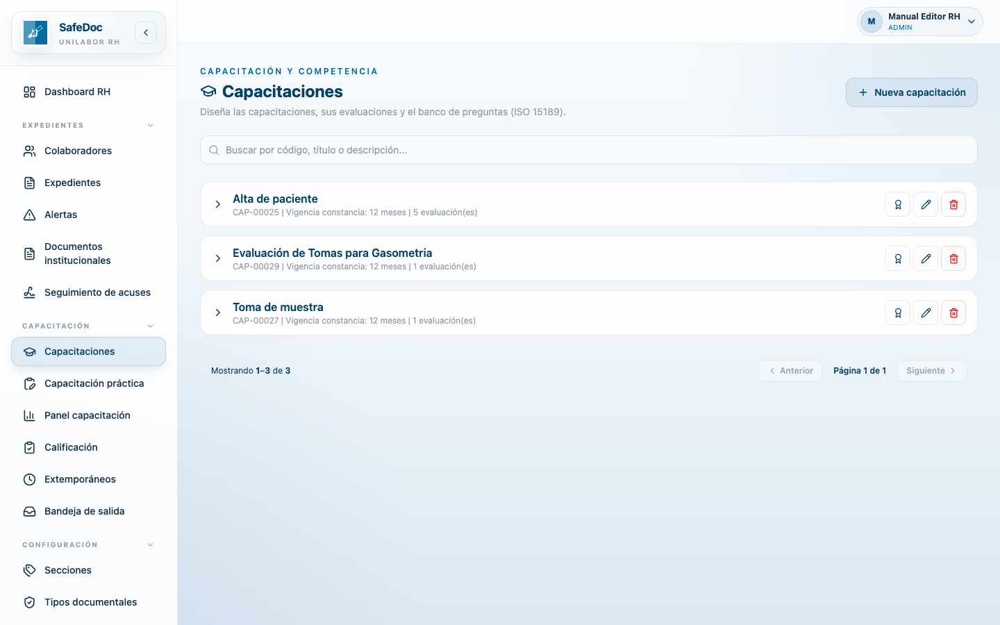 SafeDoc
UNILABOR RH
Dashboard RH
EXPEDIENTES
Colaboradores
Expedientes
Alertas
Documentos
institucionales
Seguimiento de acuses
CAPACITACIÓN
Capacitaciones
Capacitación práctica
Panel capacitación
Calificación
Extemporáneos
Bandeja de salida
CONFIGURACIÓN
Secciones
Tipos documentales
M
Manual Editor RH
ADMIN
CAPACITACIÓN Y COMPETENCIA
Capacitaciones
Diseña las capacitaciones, sus evaluaciones y el banco de preguntas (ISO 15189).
Nueva capacitación
Buscar por código, título o descripción...
Alta de paciente
CAP-00025 | Vigencia constancia: 12 meses | 5 evaluación(es)
Evaluación de Tomas para Gasometria
CAP-00029 | Vigencia constancia: 12 meses | 1 evaluación(es)
Toma de muestra
CAP-00027 | Vigencia constancia: 12 meses | 1 evaluación(es)
Mostrando 1–3 de 3
Anterior
Página 1 de 1
Siguiente